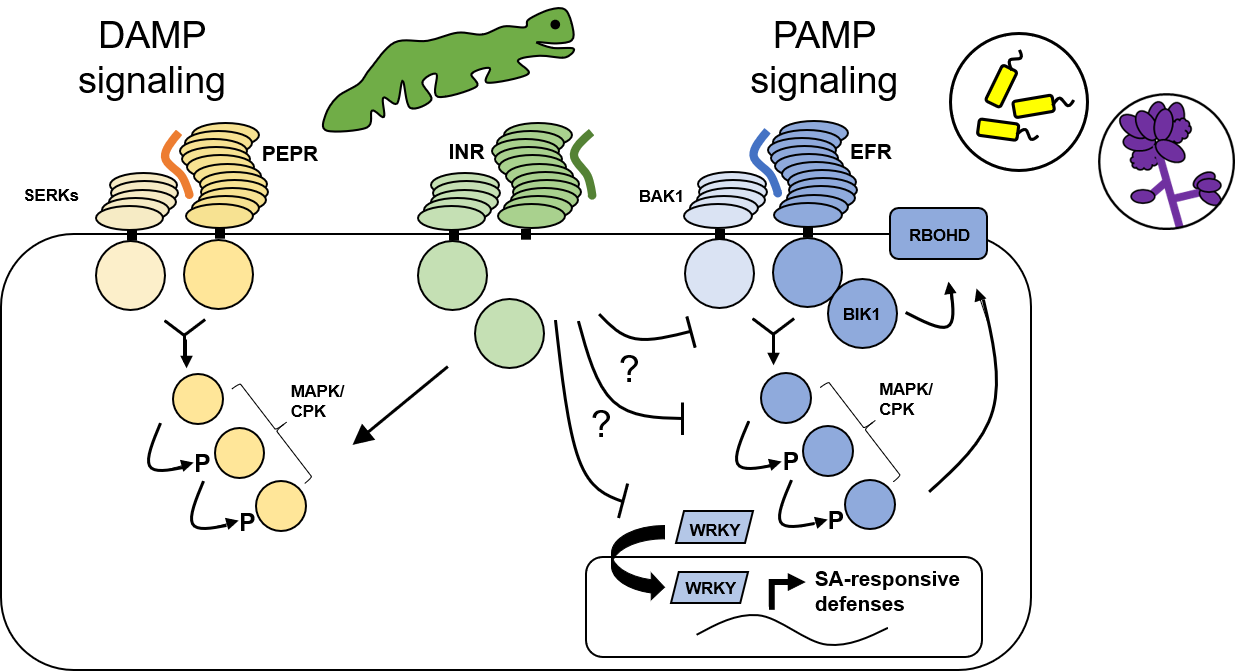 DAMP
signaling
PAMP
signaling
PEPR
SERKs
INR
EFR
BAK1
RBOHD
BIK1
MAPK/
CPK
P
P
?
?
MAPK/
CPK
P
P
WRKY
WRKY
SA-responsive
defenses